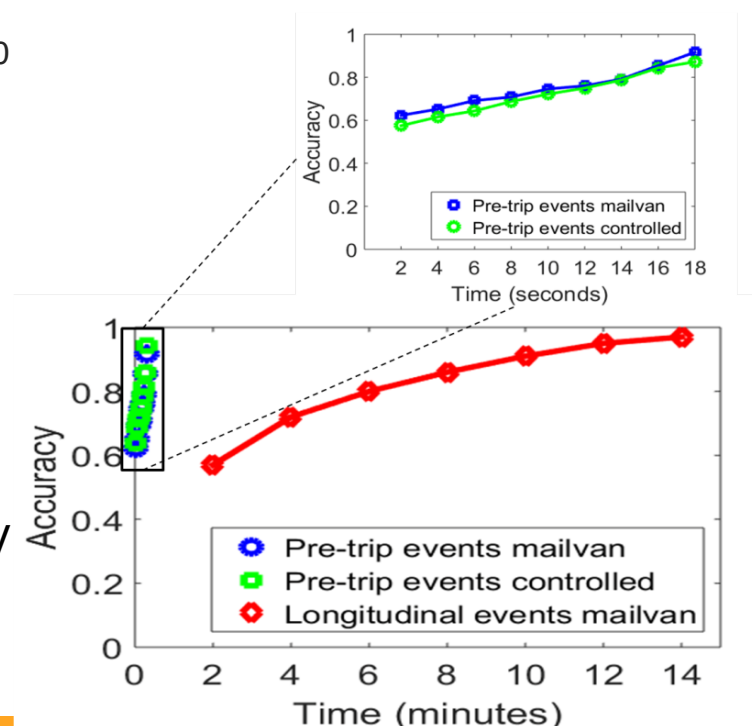 0
1
0.8
0.6
0.4
0.2
0
Accuracy
Pre-trip events mailvan
Pre-trip events controlled
2 4 6 8 10 12 14 16 18
Time (seconds)
1
0.8
0.6
0.4
0.2
0
Accuracy
y
Pre-trip events mailvan
Pre-trip events controlled
Longitudinal events mailvan
0 2 4 6 8 10 12 14
Time (minutes)